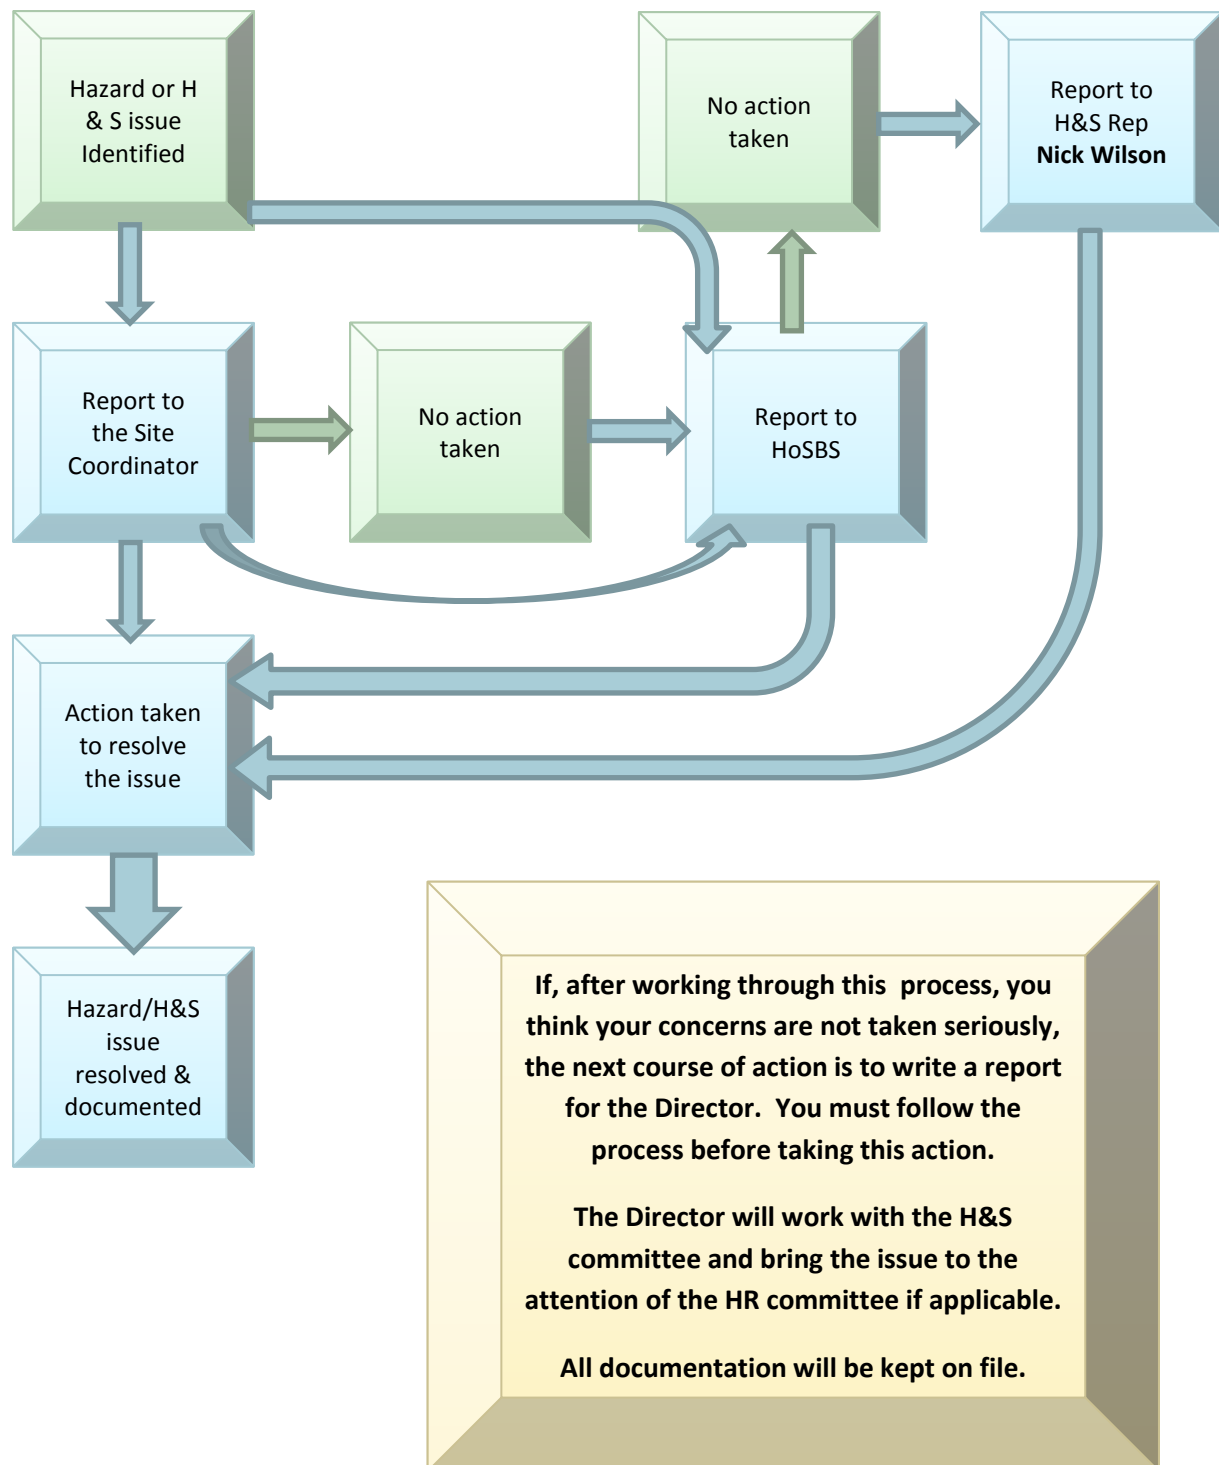 Hazard or H
& S issue
Identified
No action
taken
Report to
H&S Rep
Nick Wilson
Report to
the Site
Coordinator
No action
taken
Report to
HoSBS
Action taken
to resolve
the issue
Hazard/H&S
issue
resolved &
documented
If, after working through this  process, you
think your concerns are not taken seriously,
the next course of action is to write a report
for the Director.  You must follow the
process before taking this action.
The Director will work with the H&S
committee and bring the issue to the
attention of the HR committee if applicable.
All documentation will be kept on file.